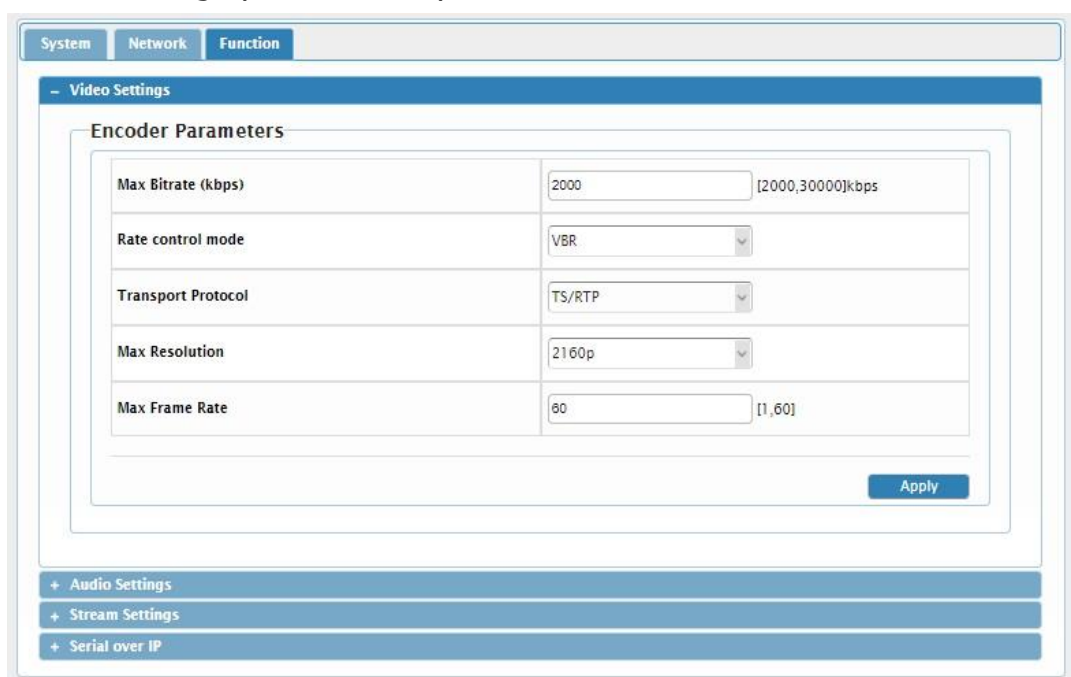 System Network Function
– Video Settings
Encoder Parameters
Max Bitrate (kbps) 2000 [2000,30000]kbps
Rate control mode VBR
Transport Protocol TS/RTP
Max Resolution 2160p
Max Frame Rate 60 [1,60]
Apply
+ Audio Settings
+ Stream Settings
+ Serial over IP